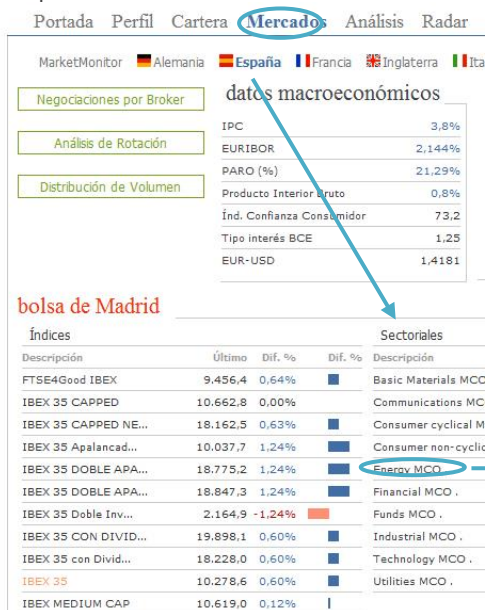 Portada Perfil Cartera Mercados Análisis Radar
MarketMonitor Alemania España Francia Inglaterra Ita
Negociaciones por Broker
Análisis de Rotación
Distribución de Volumen
datos macroeconómicos
IPC 3,8%
EURIBOR 2,144%
PARO (%) 21,29%
Producto Interior Bruto 0,8%
Índ. Confianza Consumidor 73,2
Tipo interés BCE 1,25
EUR-USD 1,4181
bolsa de Madrid
Índices
Descripción Último Dif. % Dif. %
FTSE4Good IBEX 9.456,4 0,64%
IBEX 35 CAPPED 10.662,8 0,00%
IBEX 35 CAPPED NE... 18.162,5 0,63%
IBEX 35 Apalancad... 10.037,7 1,24%
IBEX 35 DOBLE APA... 18.775,2 1,24%
IBEX 35 DOBLE APA... 18.847,3 1,24%
IBEX 35 Doble Inv... 2.164,9 -1,24%
IBEX 35 CON DIVID... 19.898,1 0,60%
IBEX 35 con Divid... 18.228,0 0,60%
IBEX 35 10.278,6 0,60%
IBEX MEDIUM CAP 10.619,0 0,12%
Sectoriales
Descripción
Basic Materials MCO
Communications MC
Consumer cyclical M
Consumer non-cyclic
Energy MCO .
Financial MCO .
Funds MCO .
Industrial MCO .
Technology MCO .
Utilities MCO .